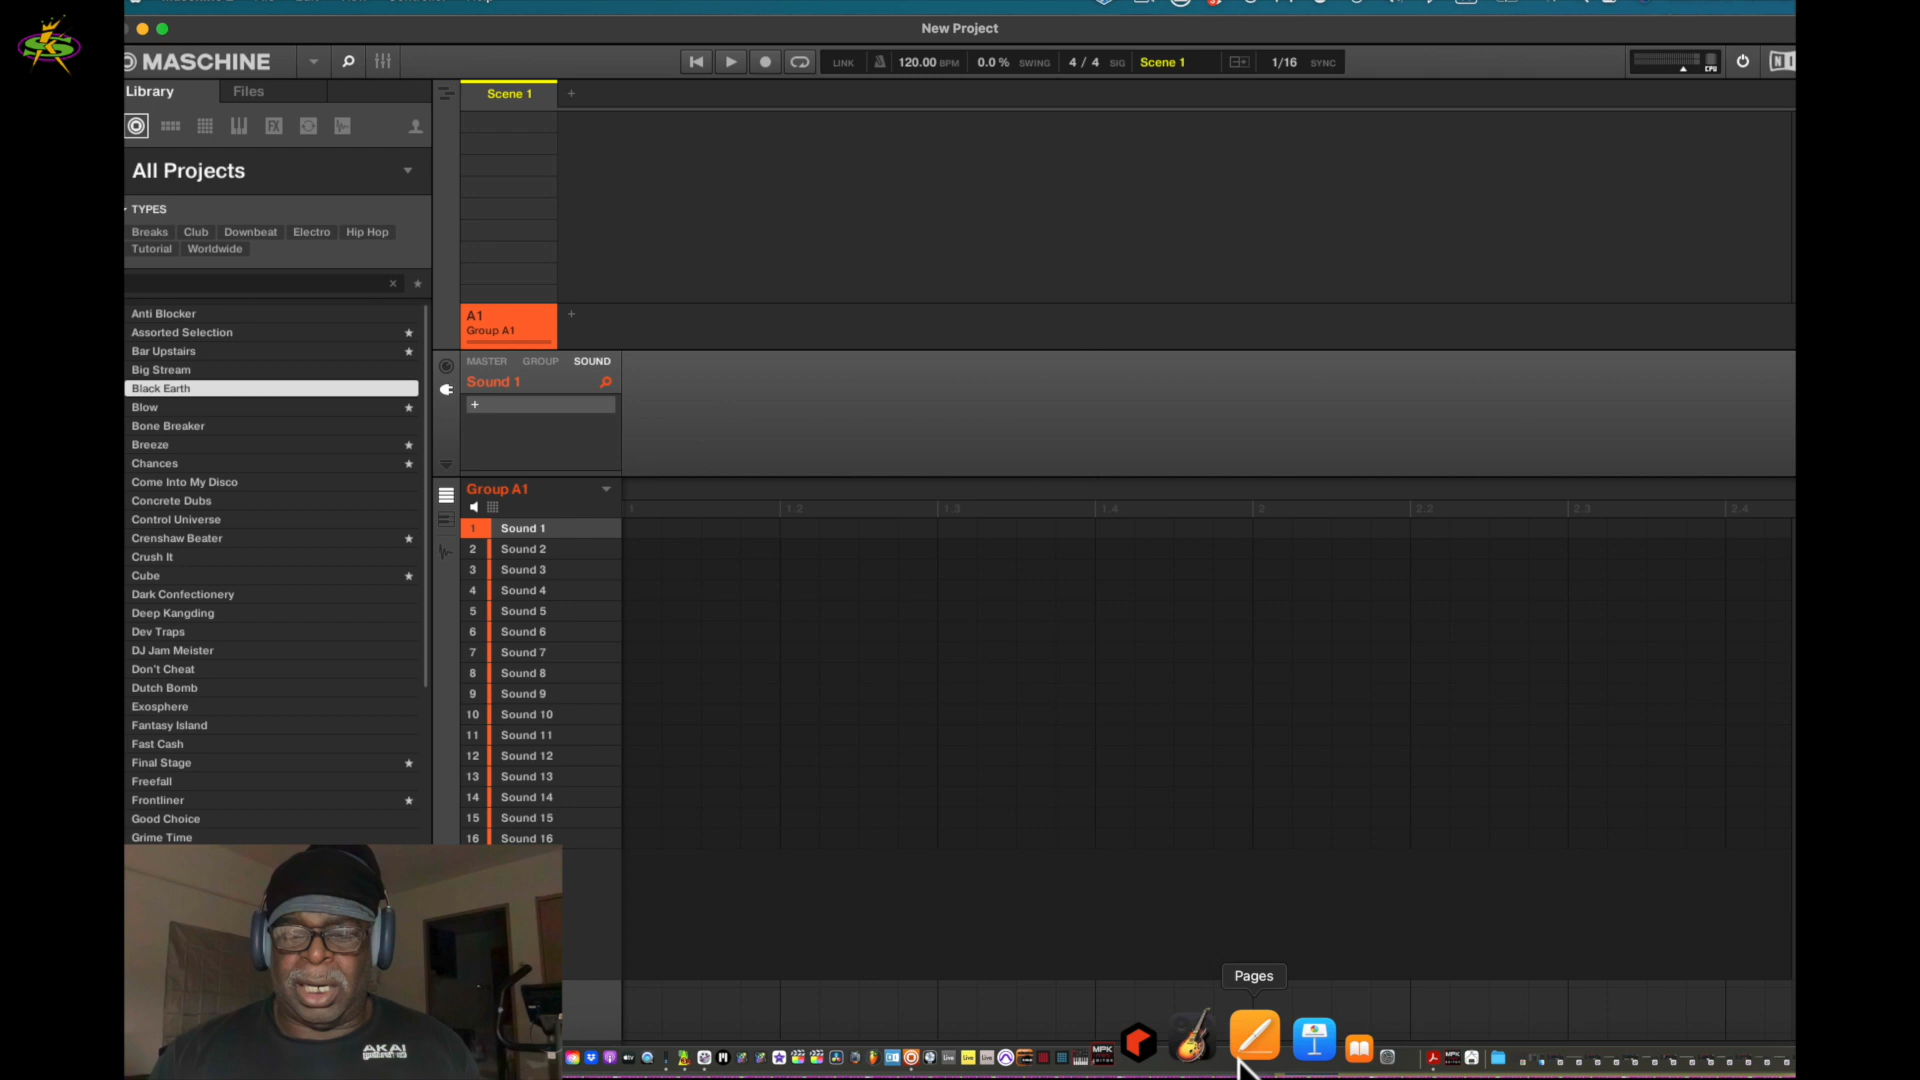 New Project
MASCHINE
LINK 120.00 BPM 0.0 % SWING 4 / 4 SIG Scene 1 1/16 SYNC
CPU
Library Files
Scene 1 +
FX
All Projects
TYPES
Breaks Club Downbeat Electro Hip Hop
Tutorial Worldwide
Anti Blocker
Assorted Selection
Bar Upstairs
Big Stream
Black Earth
Blow
Bone Breaker
Breeze
Chances
Come Into My Disco
Concrete Dubs
Control Universe
Crenshaw Beater
Crush It
Cube
Dark Confectionery
Deep Kangding
Dev Traps
DJ Jam Meister
Don't Cheat
Dutch Bomb
Exosphere
Fantasy Island
Fast Cash
Final Stage
Freefall
Frontliner
Good Choice
Grime Time
A1
Group A1
MASTER GROUP SOUND
Sound 1
+
Group A1
1 1.2 1.3 1.4 2 2.2 2.3 2.4
1 Sound 1
2 Sound 2
3 Sound 3
4 Sound 4
5 Sound 5
6 Sound 6
7 Sound 7
8 Sound 8
9 Sound 9
10 Sound 10
11 Sound 11
12 Sound 12
13 Sound 13
14 Sound 14
15 Sound 15
16 Sound 16
Pages
AKAI